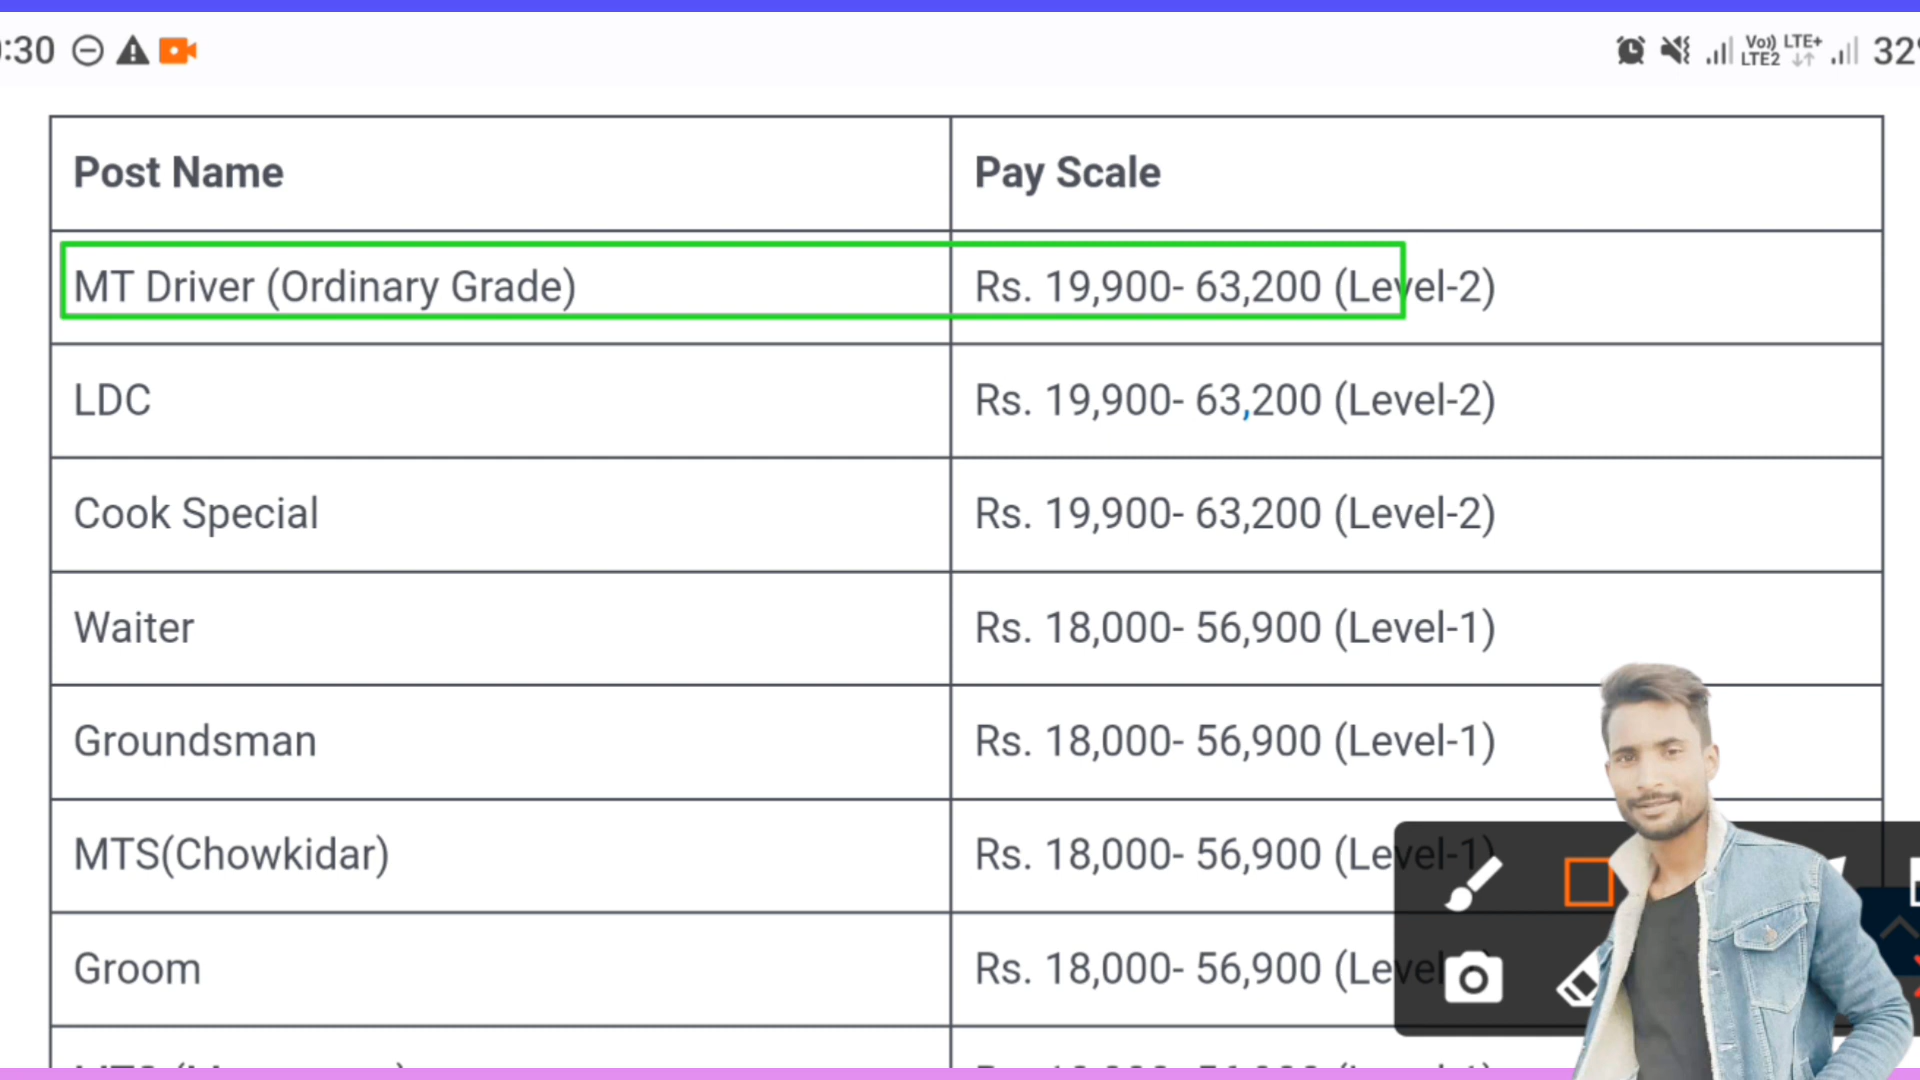 :30 Vo)) LTE2 LTE+ 32
Post Name Pay Scale
MT Driver (Ordinary Grade) Rs. 19,900- 63,200 (Level-2)
LDC Rs. 19,900- 63,200 (Level-2)
Cook Special Rs. 19,900- 63,200 (Level-2)
Waiter Rs. 18,000- 56,900 (Level-1)
Groundsman Rs. 18,000- 56,900 (Level-1)
MTS(Chowkidar) Rs. 18,000- 56,900 (Level-1)
Groom Rs. 18,000- 56,900 (Level